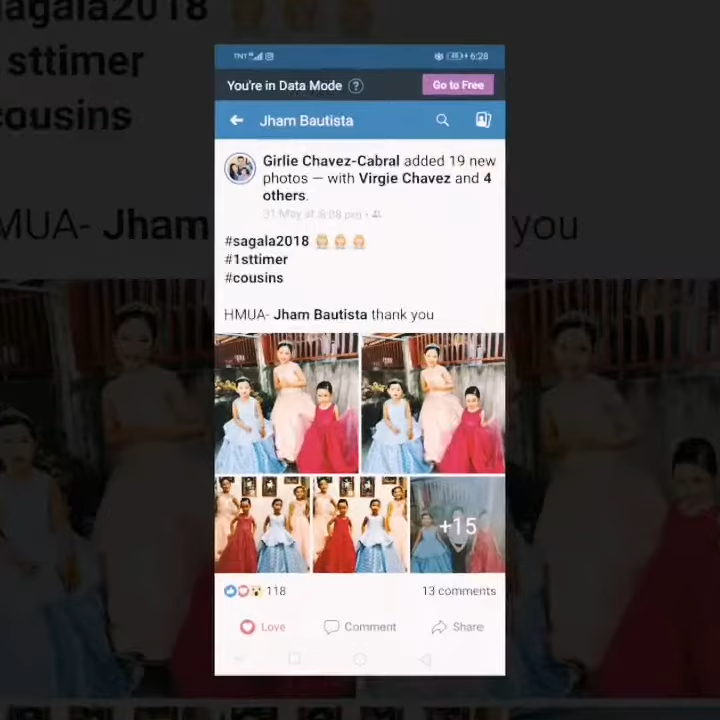 TNT 6:28
You're in Data Mode ? Go to Free
Jham Bautista
Girlie Chavez-Cabral added 19 new
photos — with Virgie Chavez and 4
others.
31 May at 8:08 pm •
#sagala2018
#1sttimer
#cousins
HMUA- Jham Bautista thank you
+15
118 13 comments
Love Comment Share
agala2018
sttimer
cousins
MUA- Jham
you